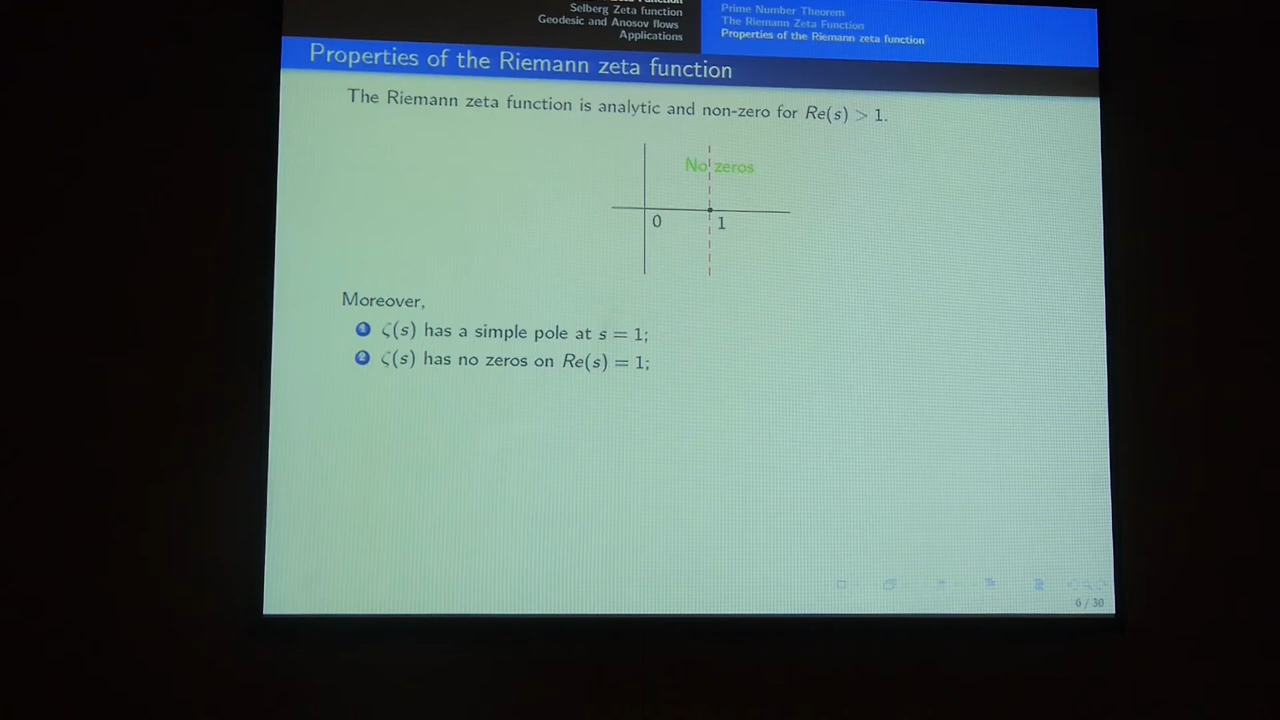 Selberg Zeta function
Geodesic and Anosov flows
Applications
Prime Number Theorem
The Riemann Zeta Function
Properties of the Riemann zeta function
Properties of the Riemann zeta function
The Riemann zeta function is analytic and non-zero for Re(s) > 1.
No zeros
0
1
Moreover,
1 ζ(s) has a simple pole at s = 1;
2 ζ(s) has no zeros on Re(s) = 1;
6 / 30